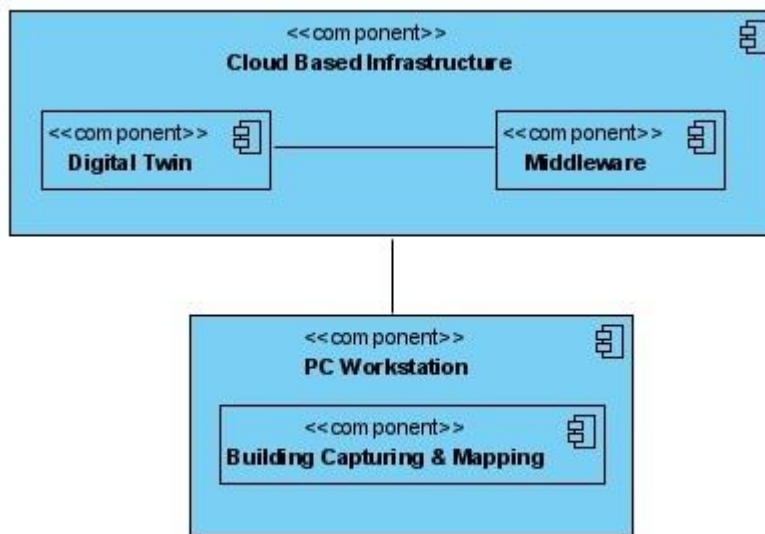 <<component>>
Cloud Based Infrastructure
<<component>>
Digital Twin
<<component>>
Middleware
<<component>>
PC Workstation
<<component>>
Building Capturing & Mapping